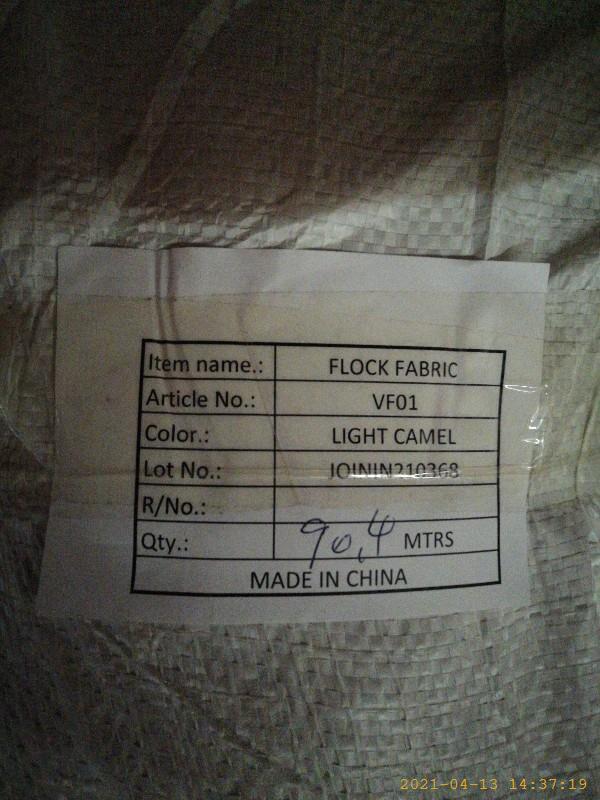 Item name.: FLOCK FABRIC
Article No.: VF01
Color.: LIGHT CAMEL
Lot No.: JOININ210368
R/No.:
Qty.: 90,4 MTRS
MADE IN CHINA
2021-04-13 14:37:19